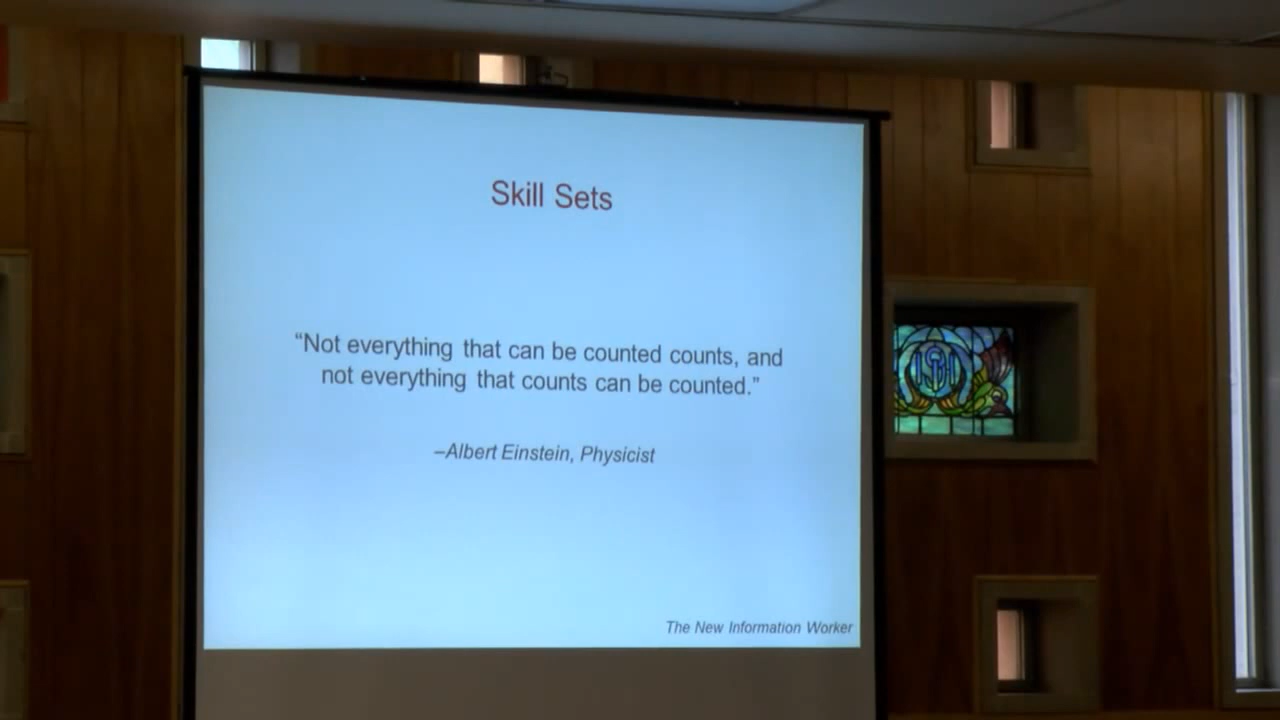 Skill Sets
“Not everything that can be counted counts, and
not everything that counts can be counted.”
–Albert Einstein, Physicist
The New Information Worker